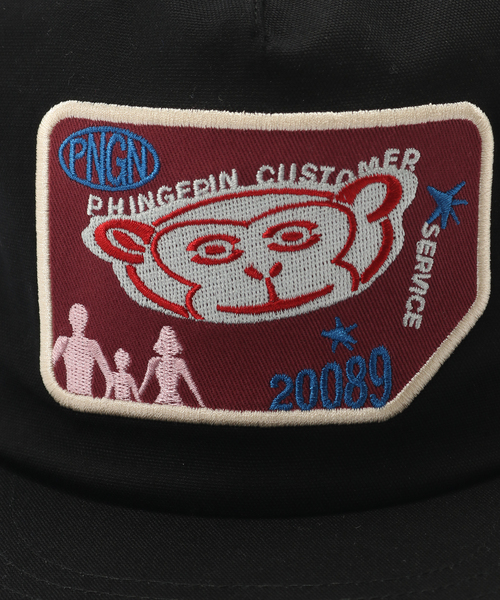 PNGN
PHINGERIN CUSTOMER
SERVICE
20089